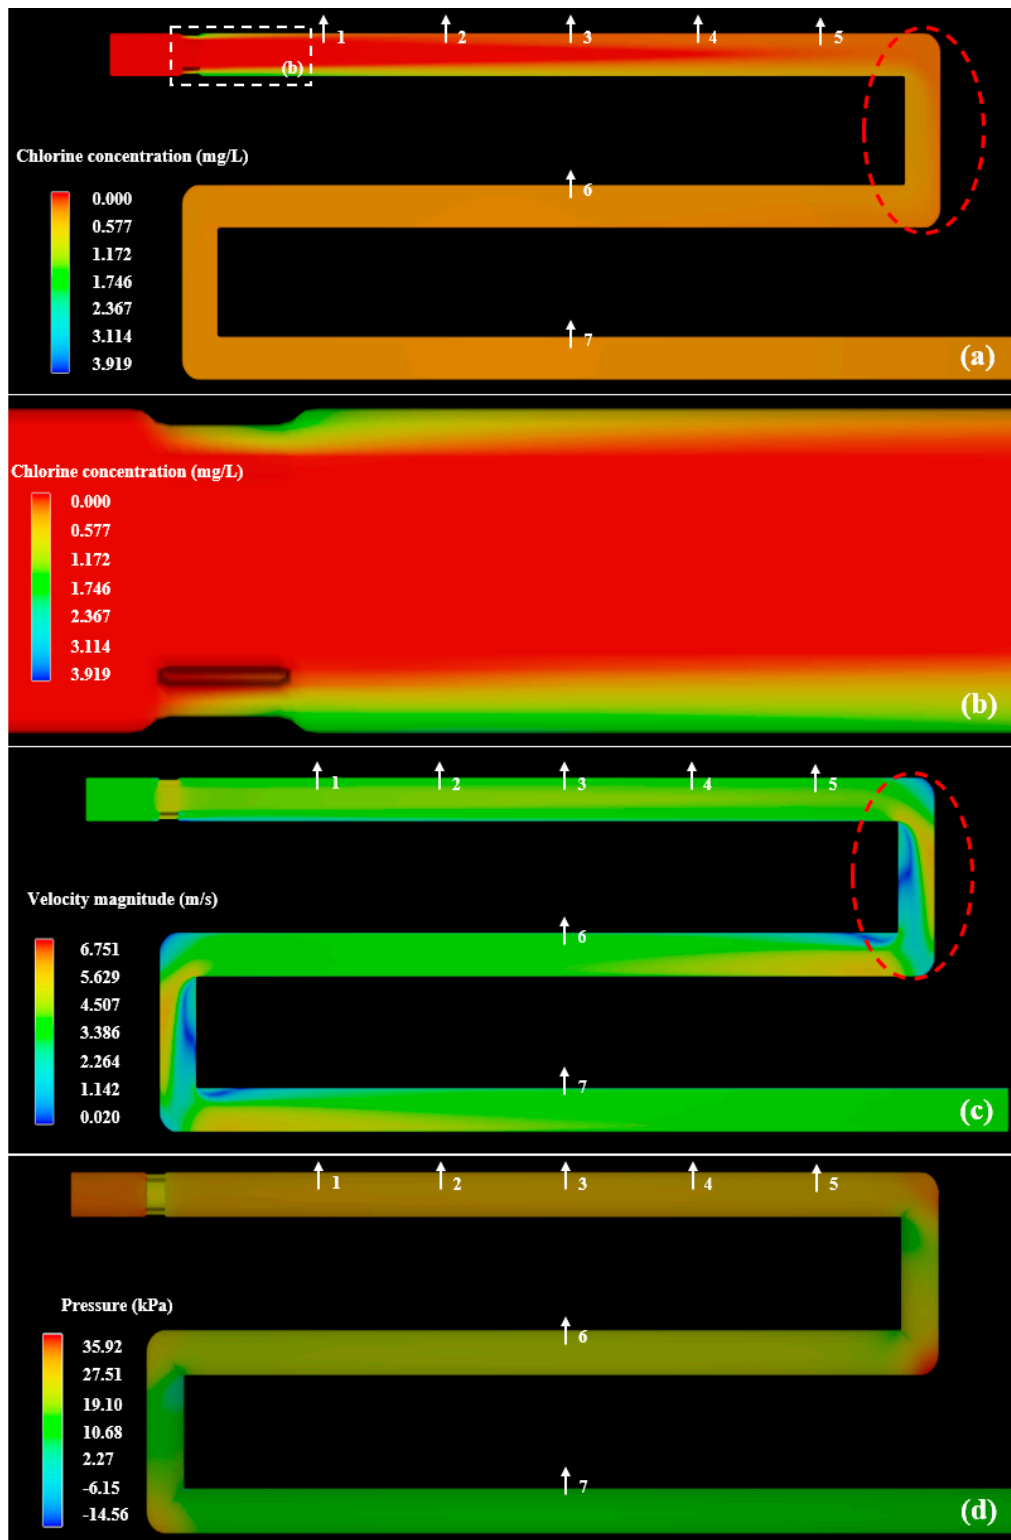 1 2 3 4 5
(b)
Chlorine concentration (mg/L)
0.000
0.577
1.172
1.746
2.367
3.114
3.919
6
7
(a)
Chlorine concentration (mg/L)
0.000
0.577
1.172
1.746
2.367
3.114
3.919
(b)
1 2 3 4 5
Velocity magnitude (m/s)
6.751
5.629
4.507
3.386
2.264
1.142
0.020
6
7
(c)
1 2 3 4 5
Pressure (kPa)
35.92
27.51
19.10
10.68
2.27
-6.15
-14.56
6
7
(d)